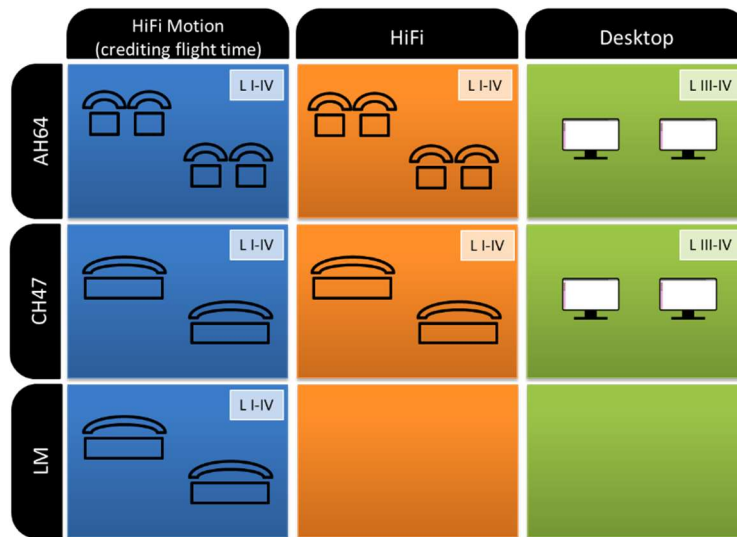 HiFi Motion
(crediting flight time)
HiFi
Desktop
AH64
L I-IV
L I-IV
L III-IV
CH47
L I-IV
L I-IV
L III-IV
LM
L I-IV